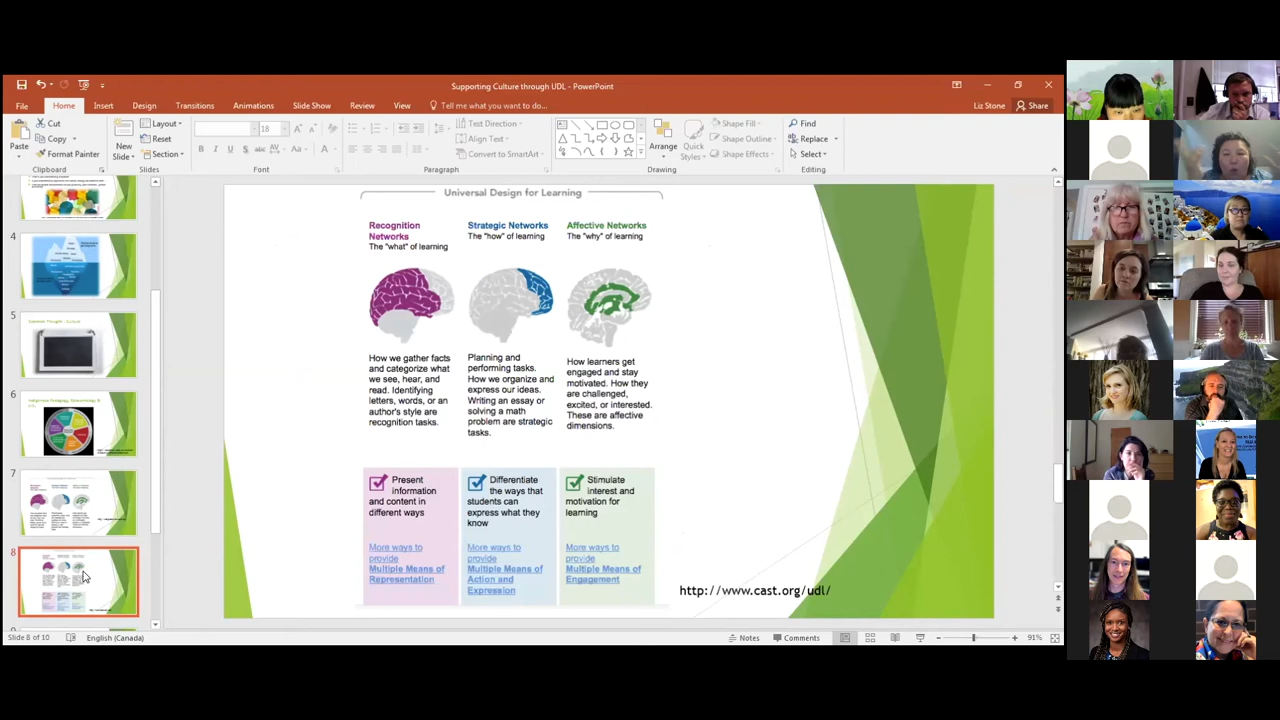 Supporting Culture through UDL - PowerPoint
File Home Insert Design Transitions Animations Slide Show Review View Tell me what you want to do... Liz Stone Share
Paste
Cut
Copy
Format Painter
Clipboard
New
Slide
Layout
Reset
Section
Slides
18
Font
Text Direction
Align Text
Convert to SmartArt
Paragraph
Arrange
Quick
Styles
Shape Fill
Shape Outline
Shape Effects
Drawing
Find
Replace
Select
Editing
4
5
6
7
8
Universal Design for Learning
Recognition
Networks
The "what" of learning
How we gather facts
and categorize what
we see, hear, and
read. Identifying
letters, words, or an
author's style are
recognition tasks.
Strategic Networks
The "how" of learning
Planning and
performing tasks.
How we organize and
express our ideas.
Writing an essay or
solving a math
problem are strategic
tasks.
Affective Networks
The "why" of learning
How learners get
engaged and stay
motivated. How they
are challenged,
excited, or interested.
These are affective
dimensions.
Present
information
and content in
different ways
More ways to
provide
Multiple Means of
Representation
Differentiate
the ways that
students can
express what they
know
More ways to
provide
Multiple Means of
Action and
Expression
Stimulate
interest and
motivation for
learning
More ways to
provide
Multiple Means of
Engagement
http://www.cast.org/udl/
Slide 8 of 10 English (Canada) Notes Comments 91%